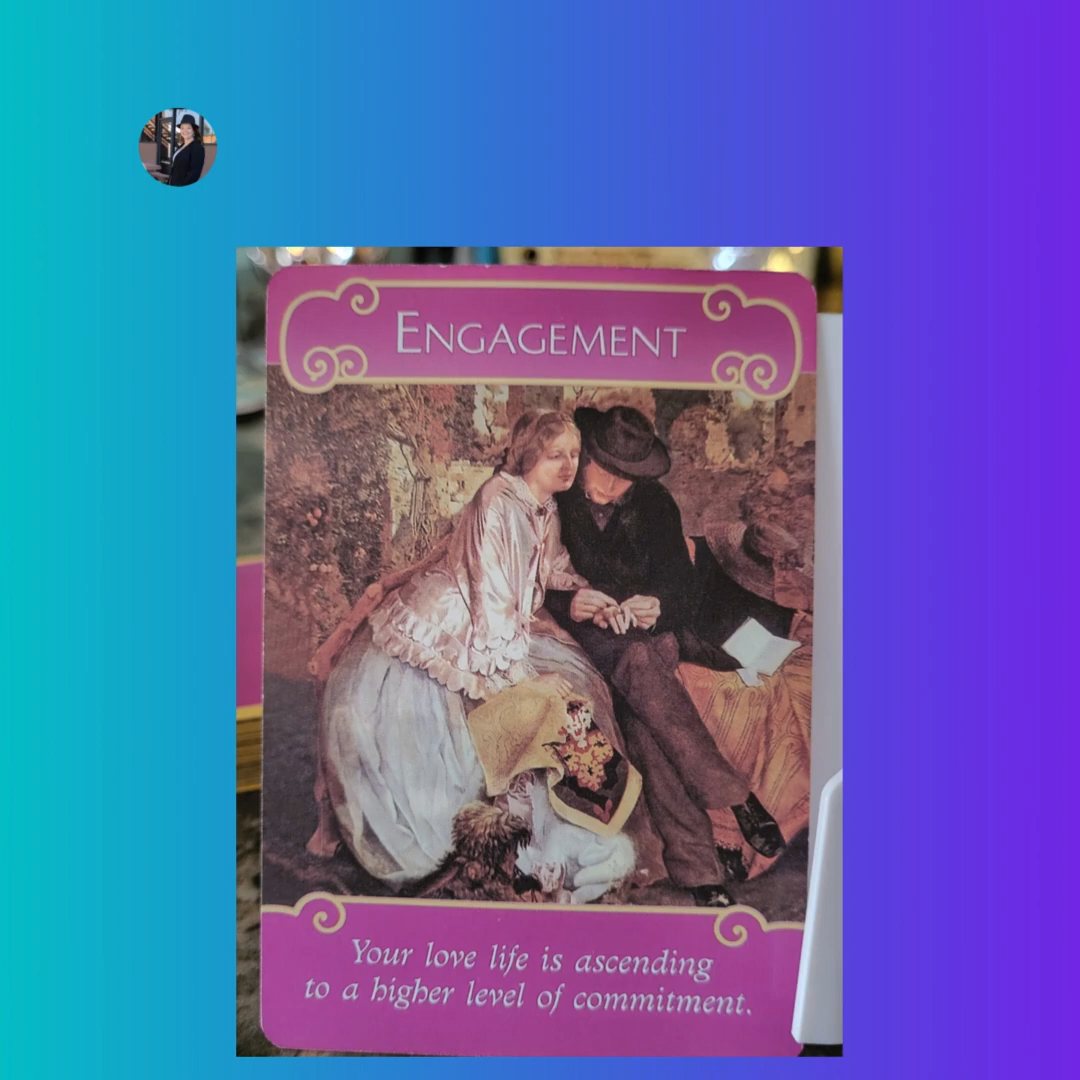 ENGAGEMENT
Your love life is ascending
to a higher level of commitment.